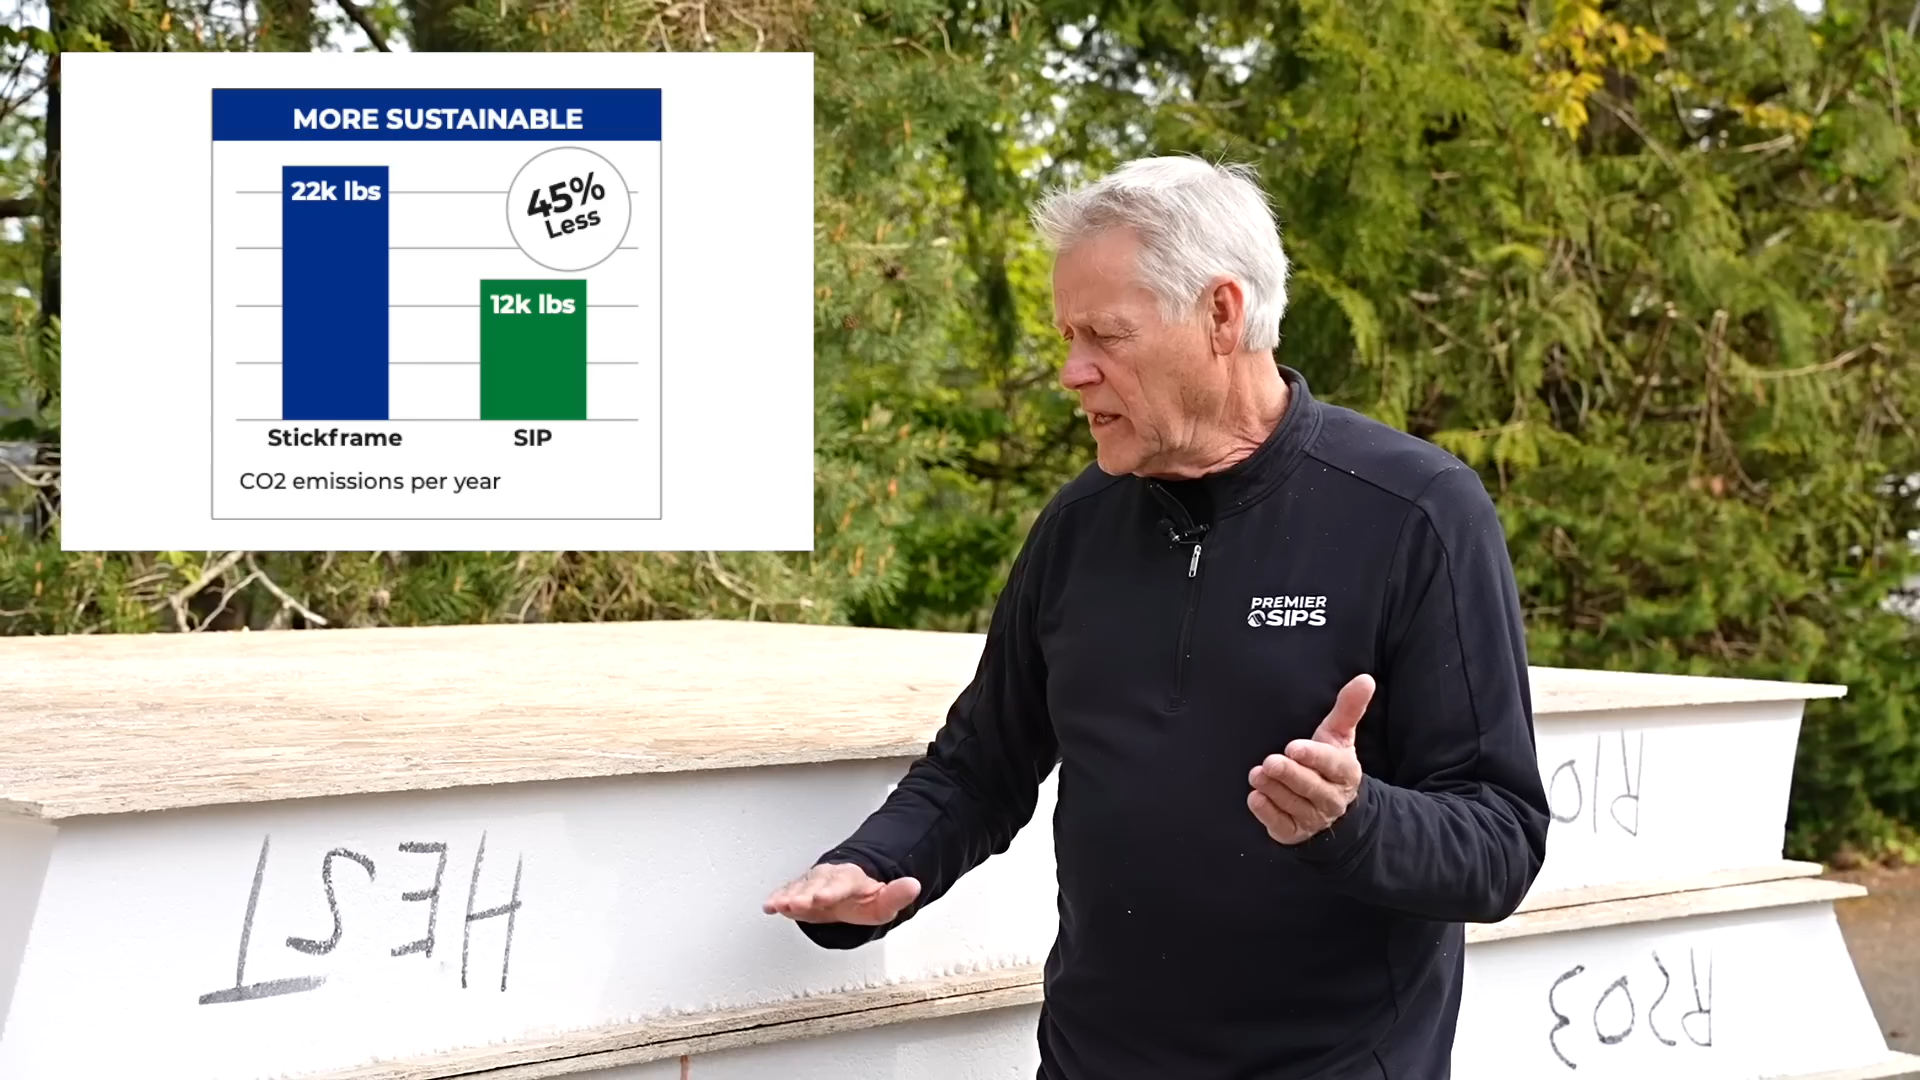 MORE SUSTAINABLE
22k lbs
45%
Less
12k lbs
Stickframe
SIP
CO2 emissions per year
PREMIER
SIPS
HEST
R10
R203